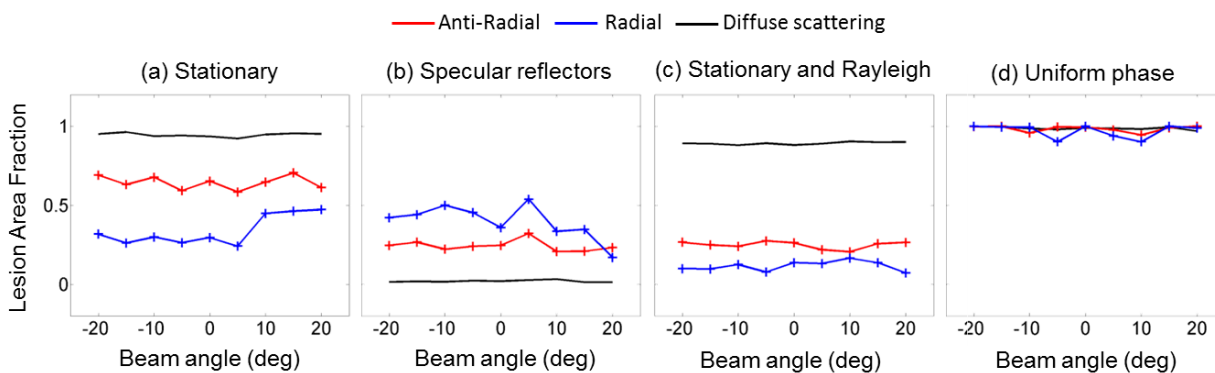 Anti-Radial Radial Diffuse scattering
(a) Stationary (b) Specular reflectors (c) Stationary and Rayleigh (d) Uniform phase
Lesion Area Fraction
1
0.5
0
-20 -10 0 10 20 -20 -10 0 10 20 -20 -10 0 10 20 -20 -10 0 10 20
Beam angle (deg) Beam angle (deg) Beam angle (deg) Beam angle (deg)